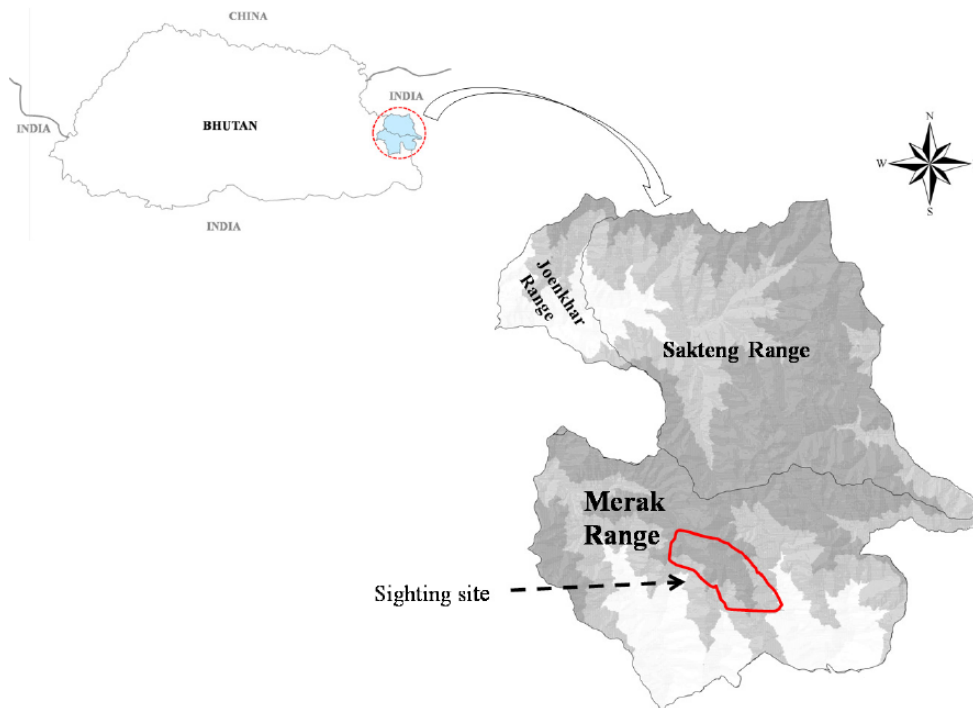 CHINA
INDIA
INDIA
BHUTAN
INDIA
N
W
S
Joenkhar
Range
Sakteng Range
Merak
Range
Sighting site